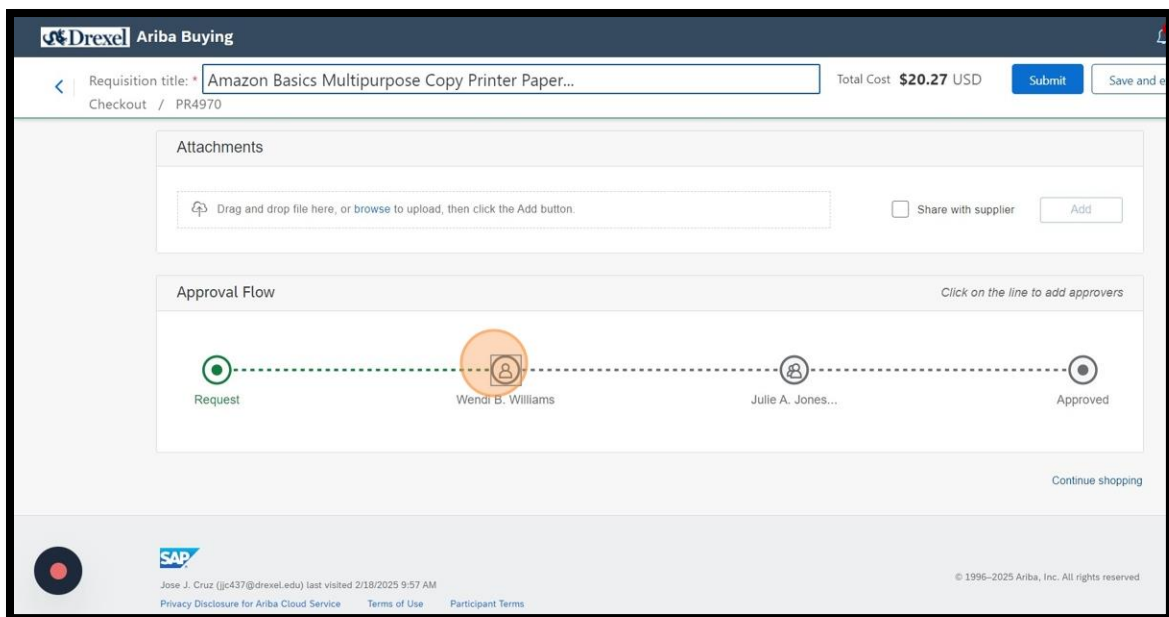 Drexel Ariba Buying
Requisition title: * Amazon Basics Multipurpose Copy Printer Paper... Total Cost $20.27 USD Submit Save and e
Checkout / PR4970
Attachments
Drag and drop file here, or browse to upload, then click the Add button. Share with supplier Add
Approval Flow Click on the line to add approvers
Request Wendi B. Williams Julie A. Jones... Approved
Continue shopping
SAP
Jose J. Cruz (jjc437@drexel.edu) last visited 2/18/2025 9:57 AM © 1996–2025 Ariba, Inc. All rights reserved
Privacy Disclosure for Ariba Cloud Service Terms of Use Participant Terms